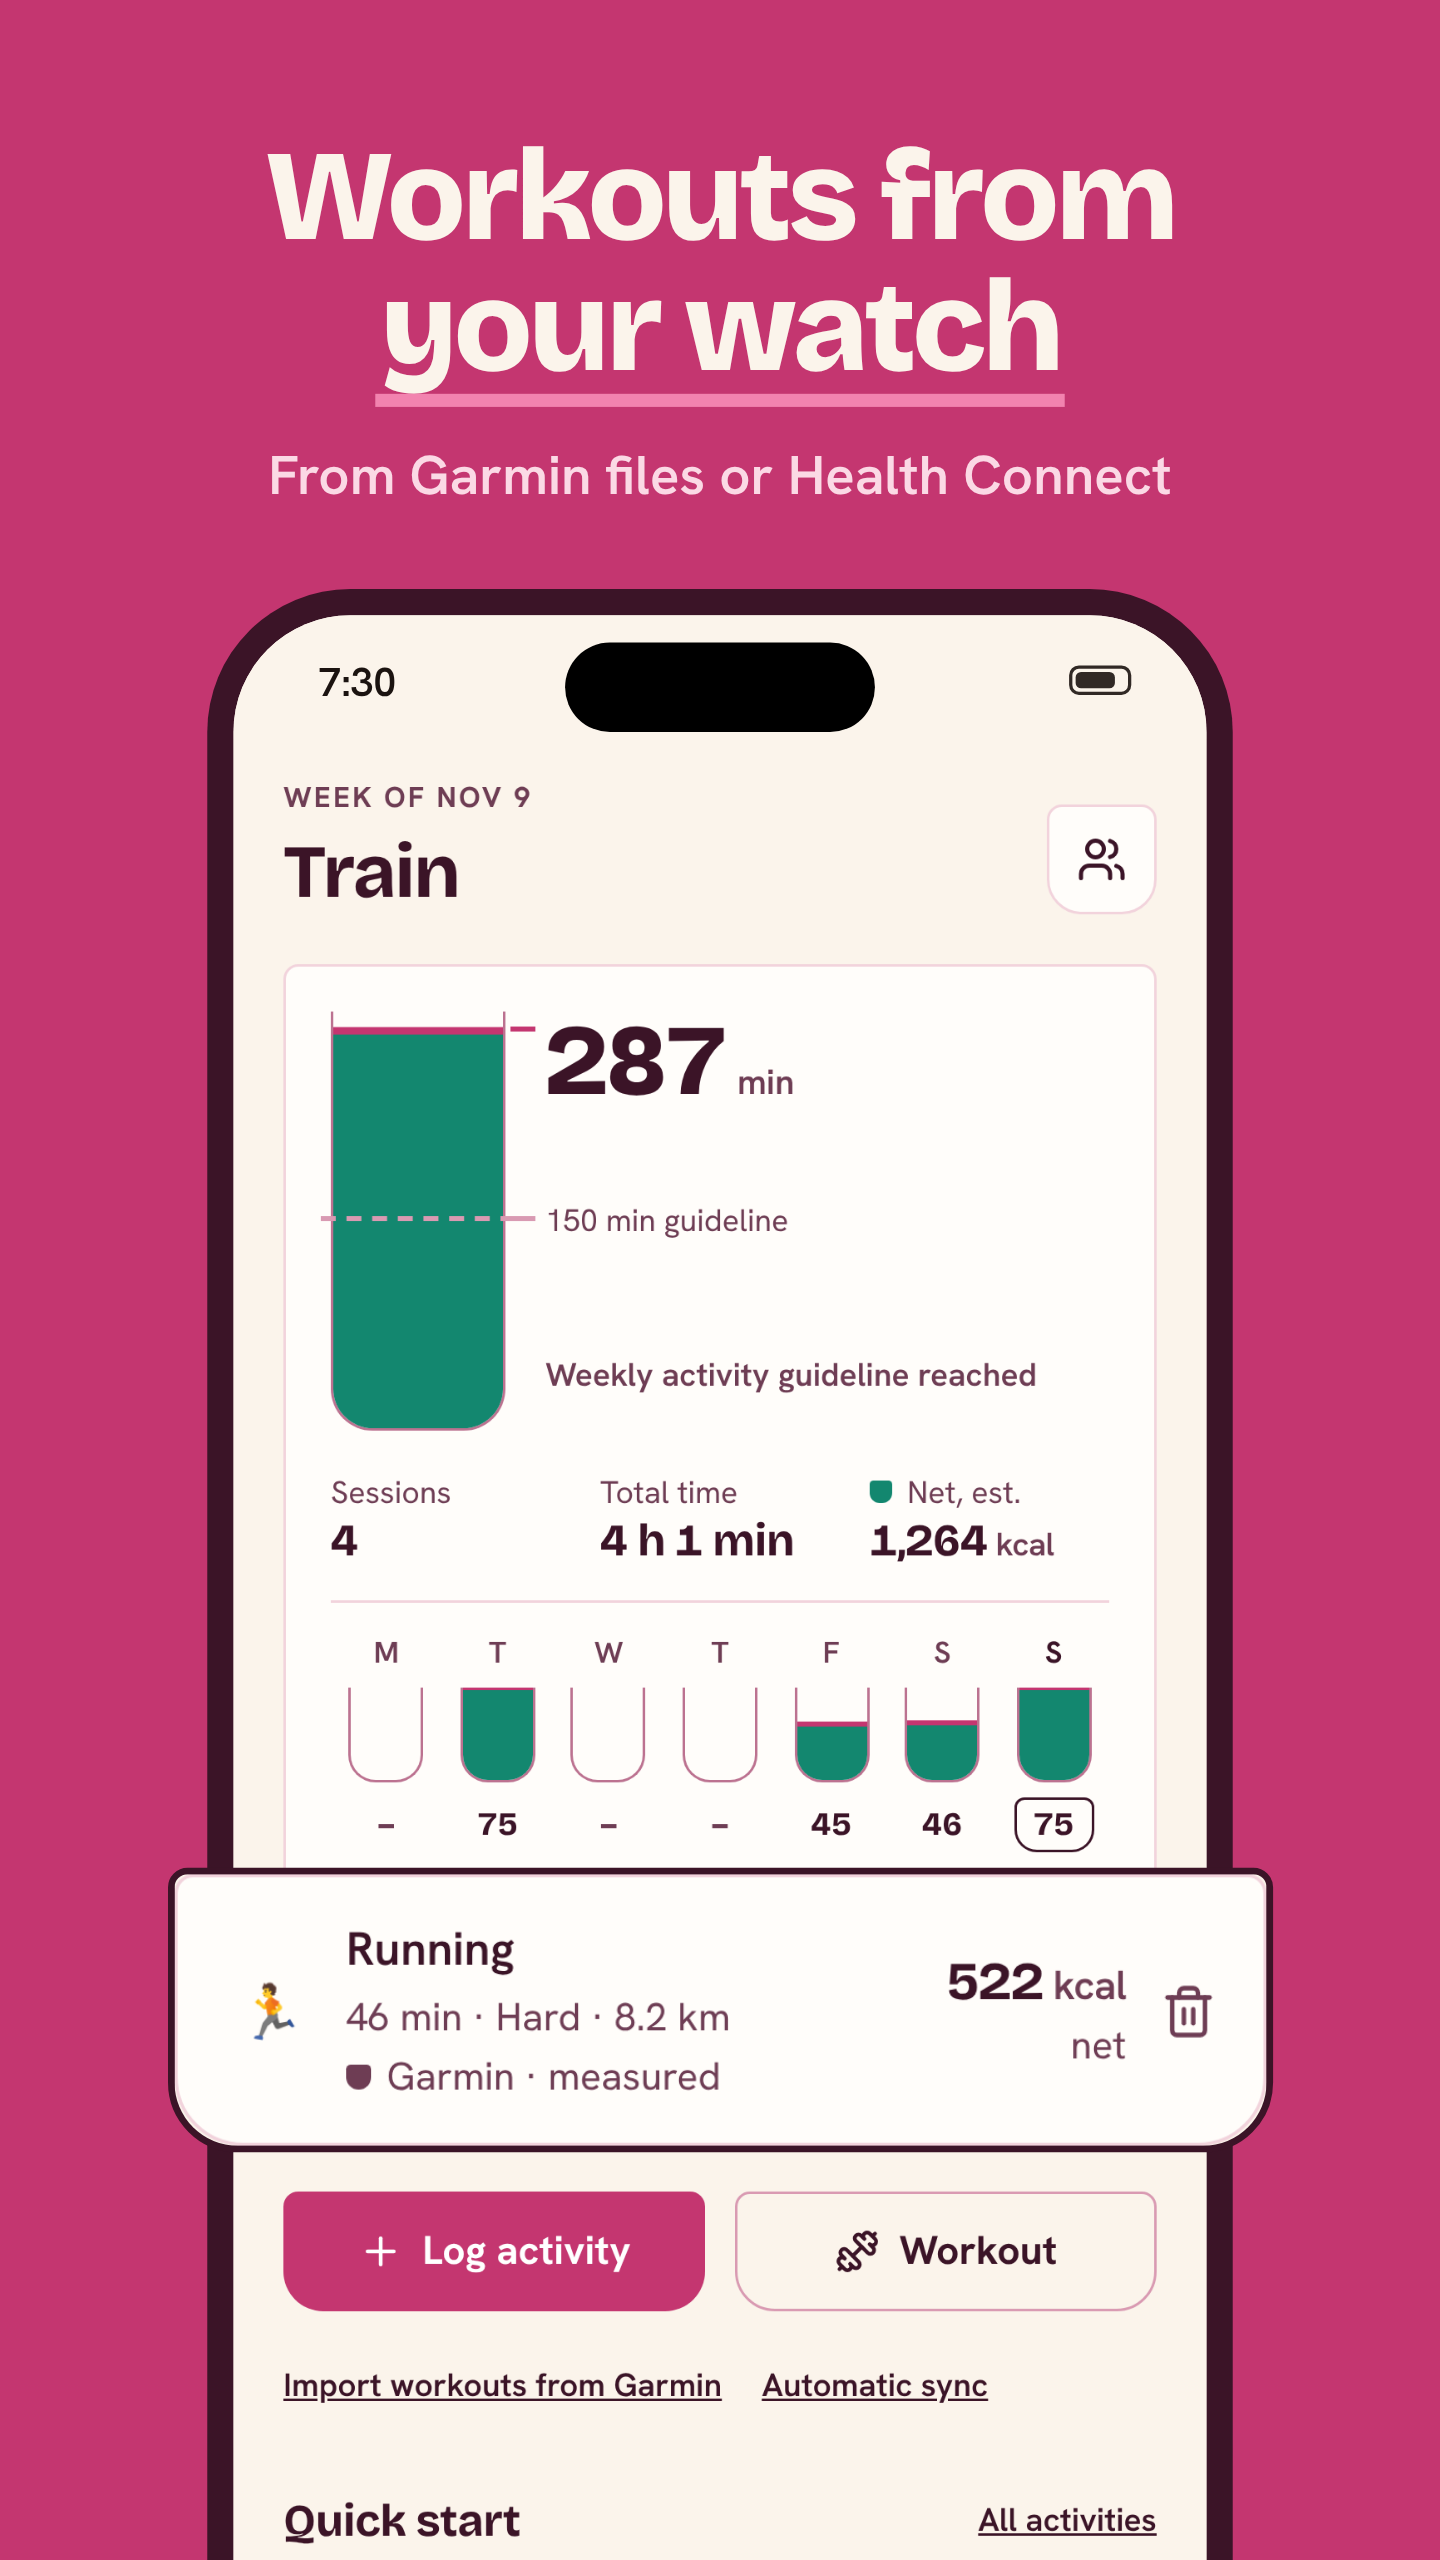 Workouts from
your watch
From Garmin files or Health Connect
7:30
WEEK OF NOV 9
Train
287 min
150 min guideline
Weekly activity guideline reached
Sessions Total time Net, est.
4 4 h 1 min 1,264 kcal
M T W T F S S
– 75 – – 45 46 75
Running
46 min · Hard · 8.2 km
Garmin · measured
522 kcal
net
+ Log activity Workout
Import workouts from Garmin Automatic sync
Quick start All activities